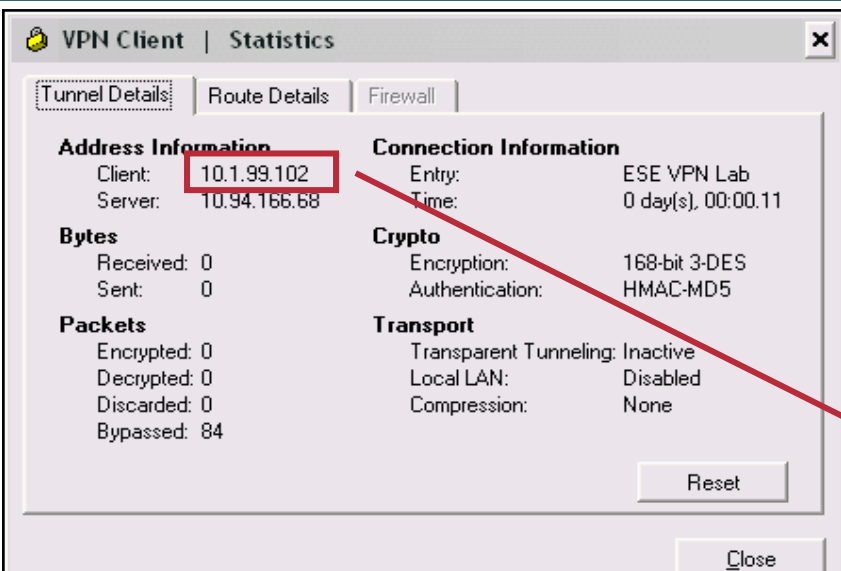 VPN Client | Statistics
Tunnel Details Route Details Firewall
Address Information
Client: 10.1.99.102
Server: 10.94.166.68
Bytes
Received: 0
Sent: 0
Packets
Encrypted: 0
Decrypted: 0
Discarded: 0
Bypassed: 84
Connection Information
Entry: ESE VPN Lab
Time: 0 day(s), 00:00.11
Crypto
Encryption: 168-bit 3-DES
Authentication: HMAC-MD5
Transport
Transparent Tunneling: Inactive
Local LAN: Disabled
Compression: None
Reset
Close